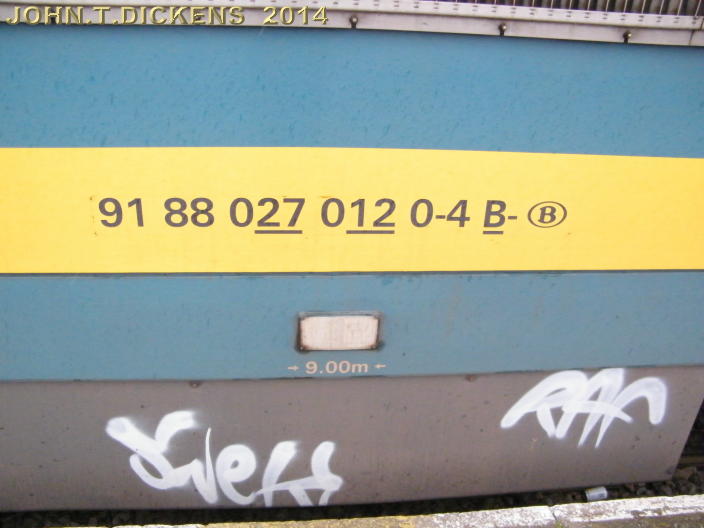 JOHN.T.DICKENS 2014
91 88 027 012 0-4 B- B
9.00m